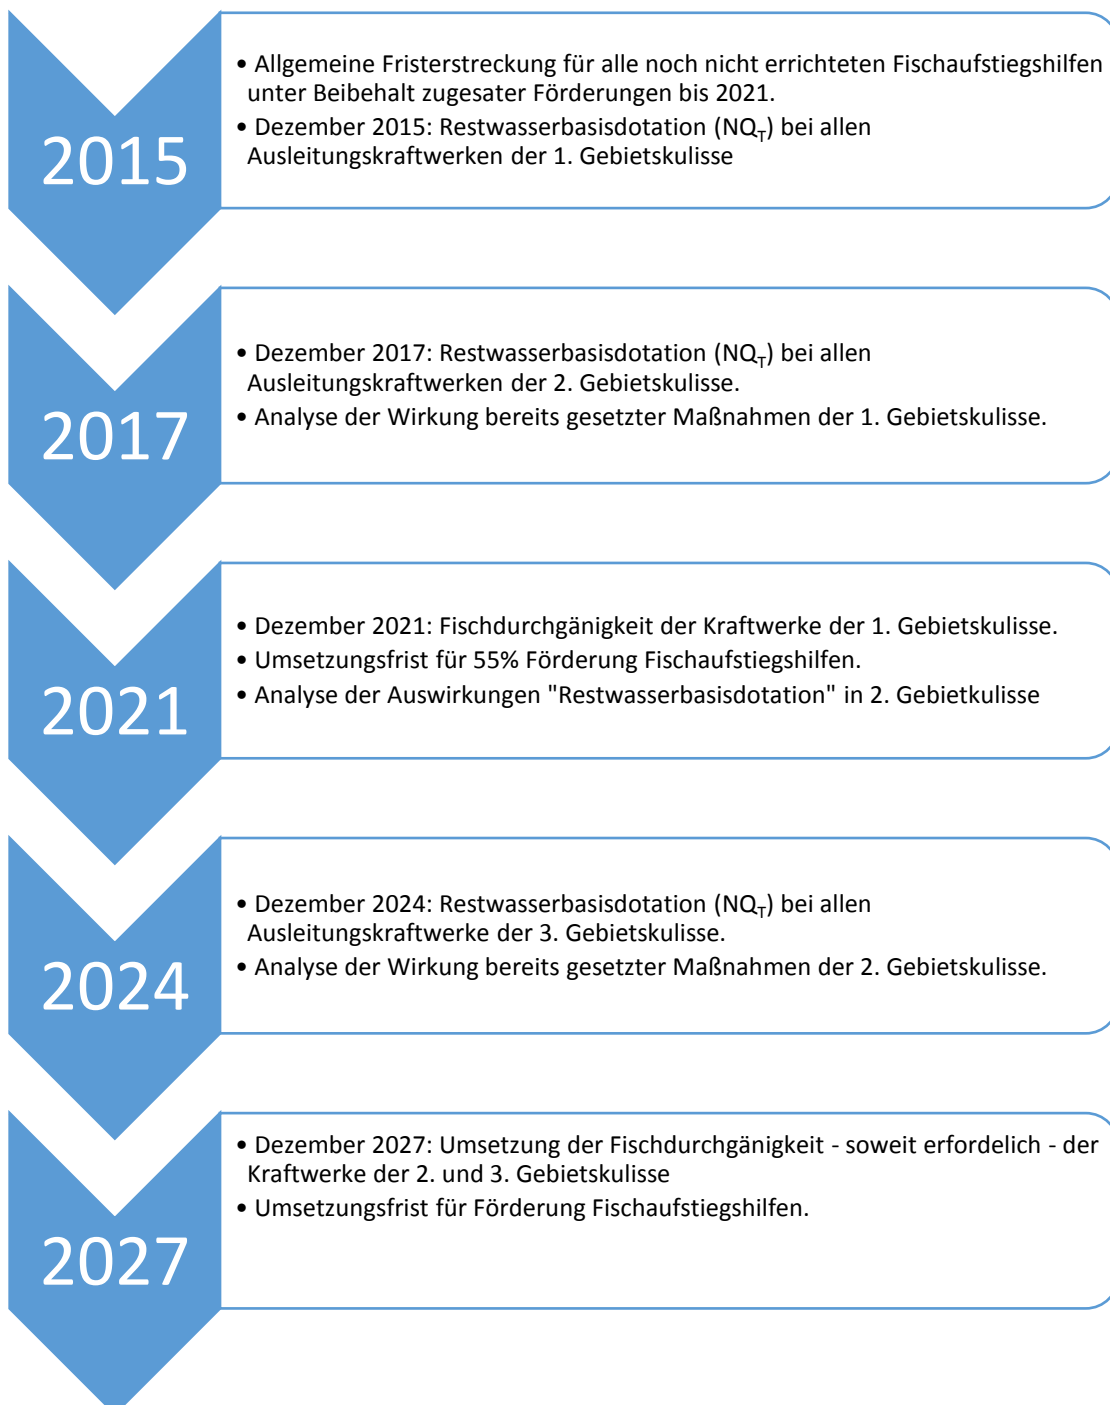 2015
• Allgemeine Fristerstreckung für alle noch nicht errichteten Fischaufstiegshilfen
unter Beibehalt zugesater Förderungen bis 2021.
• Dezember 2015: Restwasserbasisdotation (NQT) bei allen
Ausleitungskraftwerken der 1. Gebietskulisse
2017
• Dezember 2017: Restwasserbasisdotation (NQT) bei allen
Ausleitungskraftwerken der 2. Gebietskulisse.
• Analyse der Wirkung bereits gesetzter Maßnahmen der 1. Gebietskulisse.
2021
• Dezember 2021: Fischdurchgänigkeit der Kraftwerke der 1. Gebietskulisse.
• Umsetzungsfrist für 55% Förderung Fischaufstiegshilfen.
• Analyse der Auswirkungen "Restwasserbasisdotation" in 2. Gebietkulisse
2024
• Dezember 2024: Restwasserbasisdotation (NQT) bei allen
Ausleitungskraftwerke der 3. Gebietskulisse.
• Analyse der Wirkung bereits gesetzter Maßnahmen der 2. Gebietskulisse.
2027
• Dezember 2027: Umsetzung der Fischdurchgänigkeit - soweit erfordelich - der
Kraftwerke der 2. und 3. Gebietskulisse
• Umsetzungsfrist für Förderung Fischaufstiegshilfen.